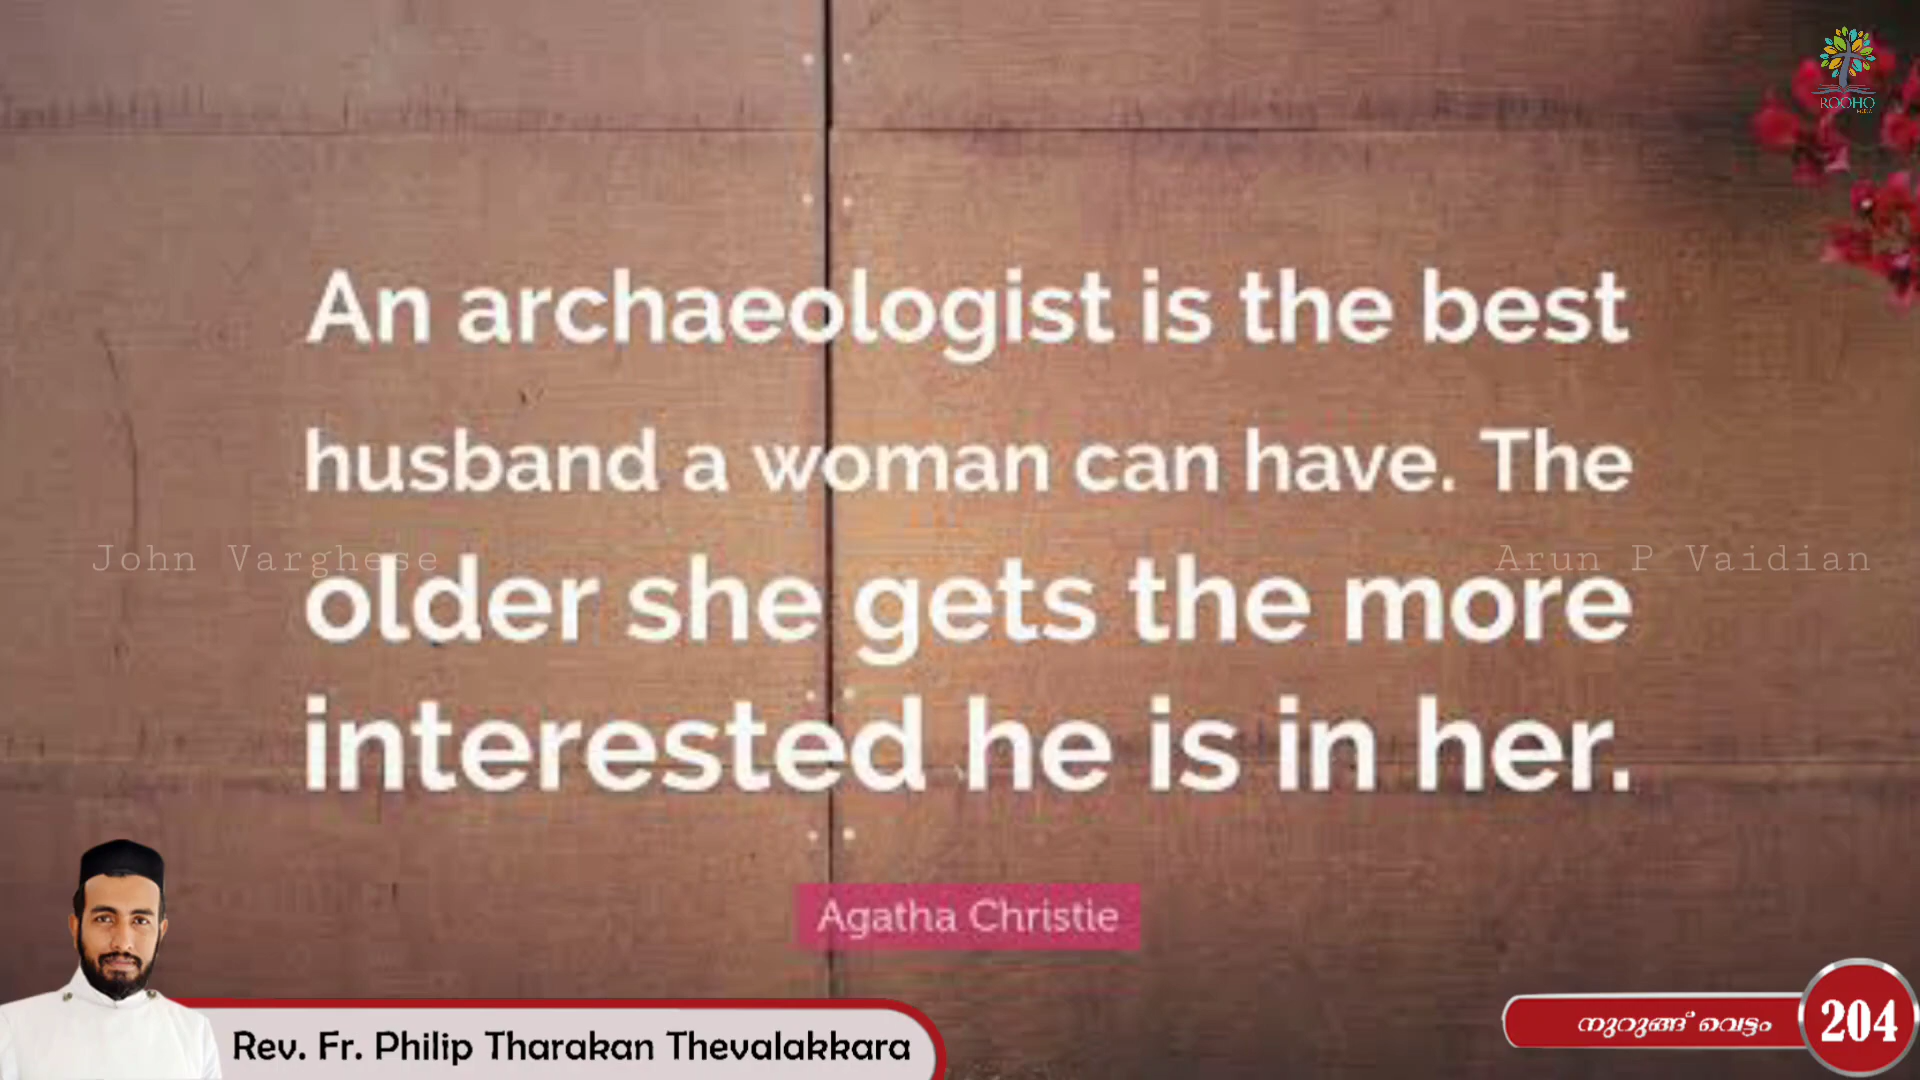 ROOHO
An archaeologist is the best
husband a woman can have. The
older she gets the more
interested he is in her.
John Varghese
Arun P Vaidian
Agatha Christie
Rev. Fr. Philip Tharakan Thevalakkara
നുറുങ്ങ് വെട്ടം
204